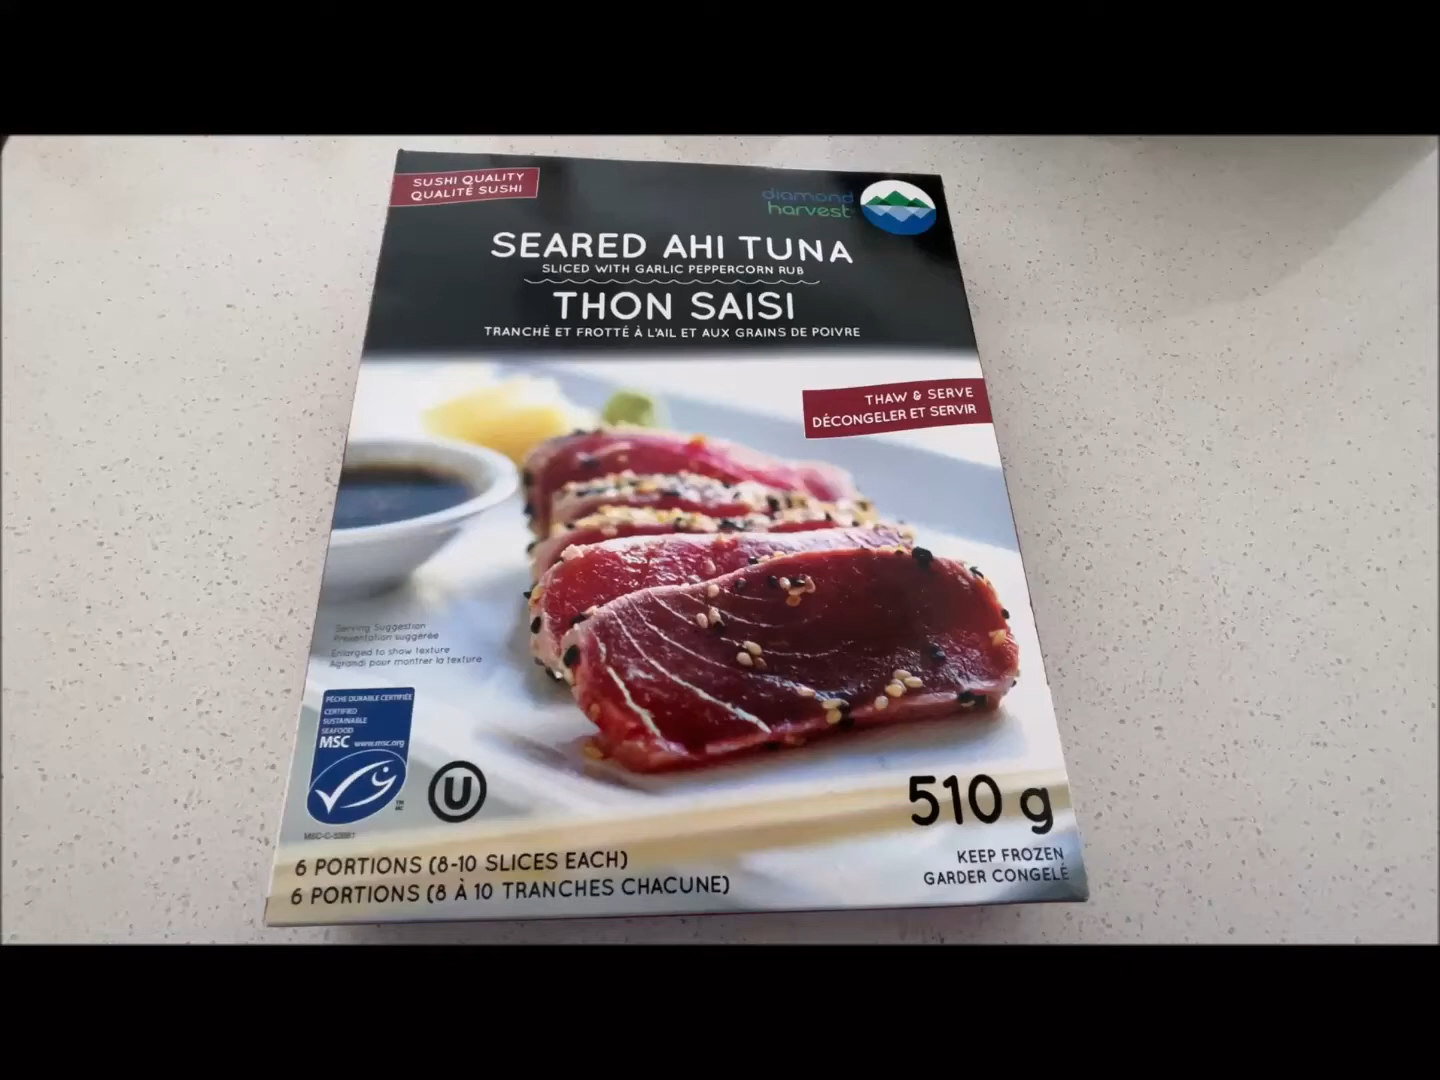 SUSHI QUALITY
QUALITÉ SUSHI
diamond
harvest
SEARED AHI TUNA
SLICED WITH GARLIC PEPPERCORN RUB
THON SAISI
TRANCHÉ ET FROTTÉ À L'AIL ET AUX GRAINS DE POIVRE
THAW & SERVE
DÉCONGELER ET SERVIR
Serving Suggestion
Présentation suggérée
Enlarged to show texture
Agrandi pour montrer la texture
PÊCHE DURABLE CERTIFIÉE
CERTIFIED
SUSTAINABLE
SEAFOOD
MSC www.msc.org
U
510 g
6 PORTIONS (8-10 SLICES EACH)
6 PORTIONS (8 À 10 TRANCHES CHACUNE)
KEEP FROZEN
GARDER CONGELÉ